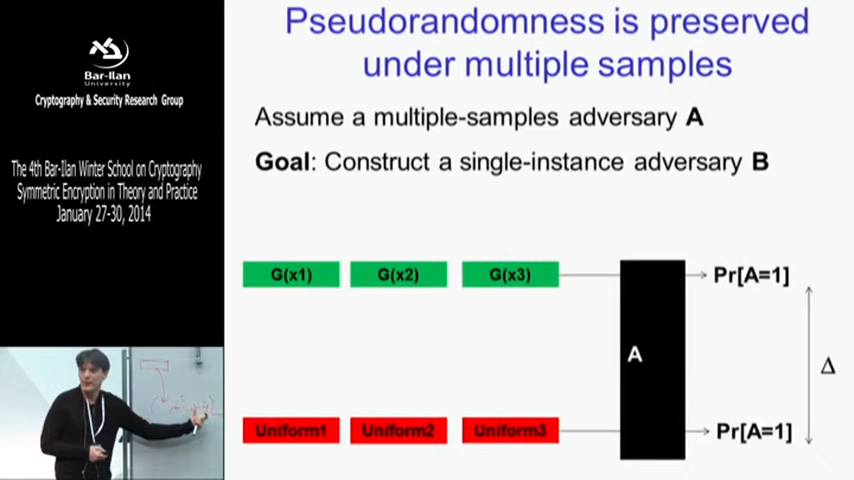 Bar-Ilan
University
Cryptography & Security Research Group
The 4th Bar-Ilan Winter School on Cryptography
Symmetric Encryption in Theory and Practice
January 27-30, 2014
Pseudorandomness is preserved
under multiple samples
Assume a multiple-samples adversary A
Goal: Construct a single-instance adversary B
G(x1) G(x2) G(x3) Pr[A=1]
A
Δ
Uniform1 Uniform2 Uniform3 Pr[A=1]